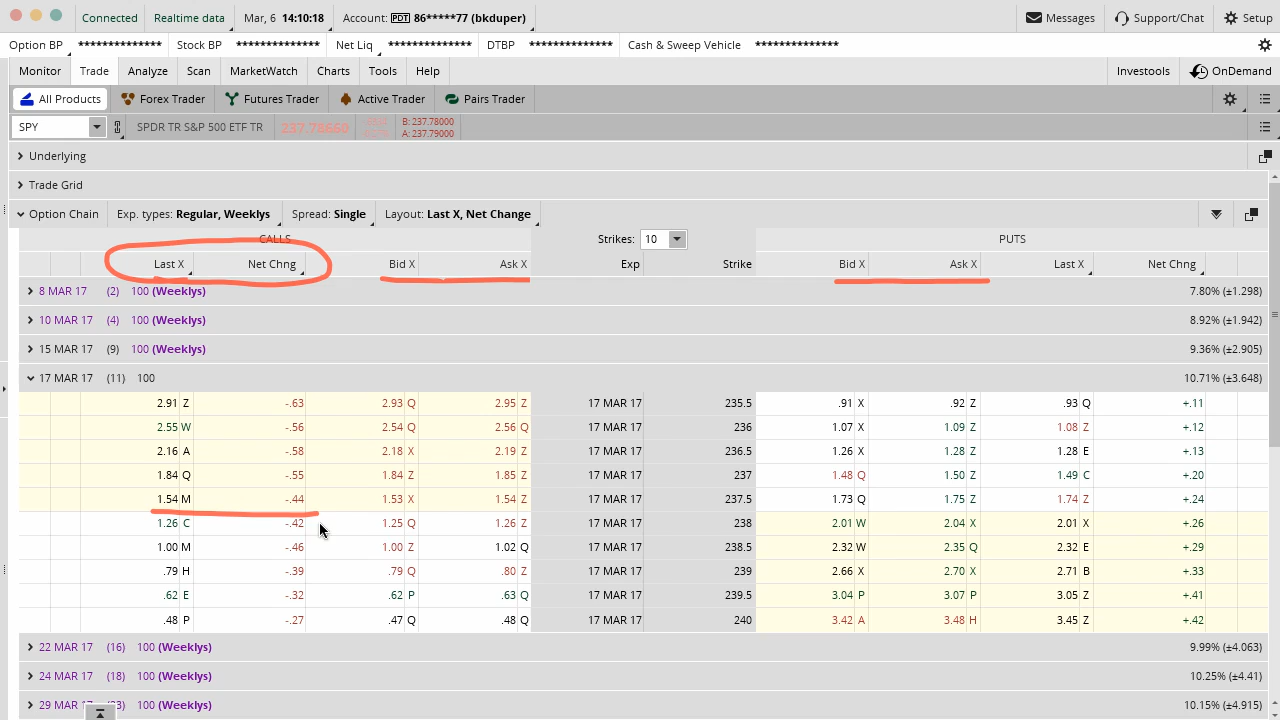 Connected Realtime data Mar, 6 14:10:18 Account: PDT 86*****77 (bkduper) Messages Support/Chat Setup
Option BP ************** Stock BP ************** Net Liq ************** DTBP ************** Cash & Sweep Vehicle **************
Monitor Trade Analyze Scan MarketWatch Charts Tools Help Investools OnDemand
All Products Forex Trader Futures Trader Active Trader Pairs Trader
SPY SPDR TR S&P 500 ETF TR B: 237.78000
A: 237.79000
Underlying
Trade Grid
Option Chain Exp. types: Regular, Weeklys Spread: Single Layout: Last X, Net Change
CALLS Strikes: 10 PUTS
Last X Net Chng Bid X Ask X Exp Strike Bid X Ask X Last X Net Chng
8 MAR 17 (2) 100 (Weeklys) 7.80% (±1.298)
10 MAR 17 (4) 100 (Weeklys) 8.92% (±1.942)
15 MAR 17 (9) 100 (Weeklys) 9.36% (±2.905)
17 MAR 17 (11) 100 10.71% (±3.648)
2.91 Z -.63 2.93 Q 2.95 Z 17 MAR 17 235.5 .91 X .92 Z .93 Q +.11
2.55 W -.56 2.54 Q 2.56 Q 17 MAR 17 236 1.07 X 1.09 Z 1.08 Z +.12
2.16 A -.58 2.18 X 2.19 Z 17 MAR 17 236.5 1.26 X 1.28 Z 1.28 E +.13
1.84 Q -.55 1.84 Z 1.85 Z 17 MAR 17 237 1.48 Q 1.50 Z 1.49 C +.20
1.54 M -.44 1.53 X 1.54 Z 17 MAR 17 237.5 1.73 Q 1.75 Z 1.74 Z +.24
1.26 C -.42 1.25 Q 1.26 Z 17 MAR 17 238 2.01 W 2.04 X 2.01 X +.26
1.00 M -.46 1.00 Z 1.02 Q 17 MAR 17 238.5 2.32 W 2.35 Q 2.32 E +.29
.79 H -.39 .79 Q .80 Z 17 MAR 17 239 2.66 X 2.70 X 2.71 B +.33
.62 E -.32 .62 P .63 Q 17 MAR 17 239.5 3.04 P 3.07 P 3.05 Z +.41
.48 P -.27 .47 Q .48 Q 17 MAR 17 240 3.42 A 3.48 H 3.45 Z +.42
22 MAR 17 (16) 100 (Weeklys) 9.99% (±4.063)
24 MAR 17 (18) 100 (Weeklys) 10.25% (±4.41)
29 MAR 100 (Weeklys) 10.15% (±4.915)